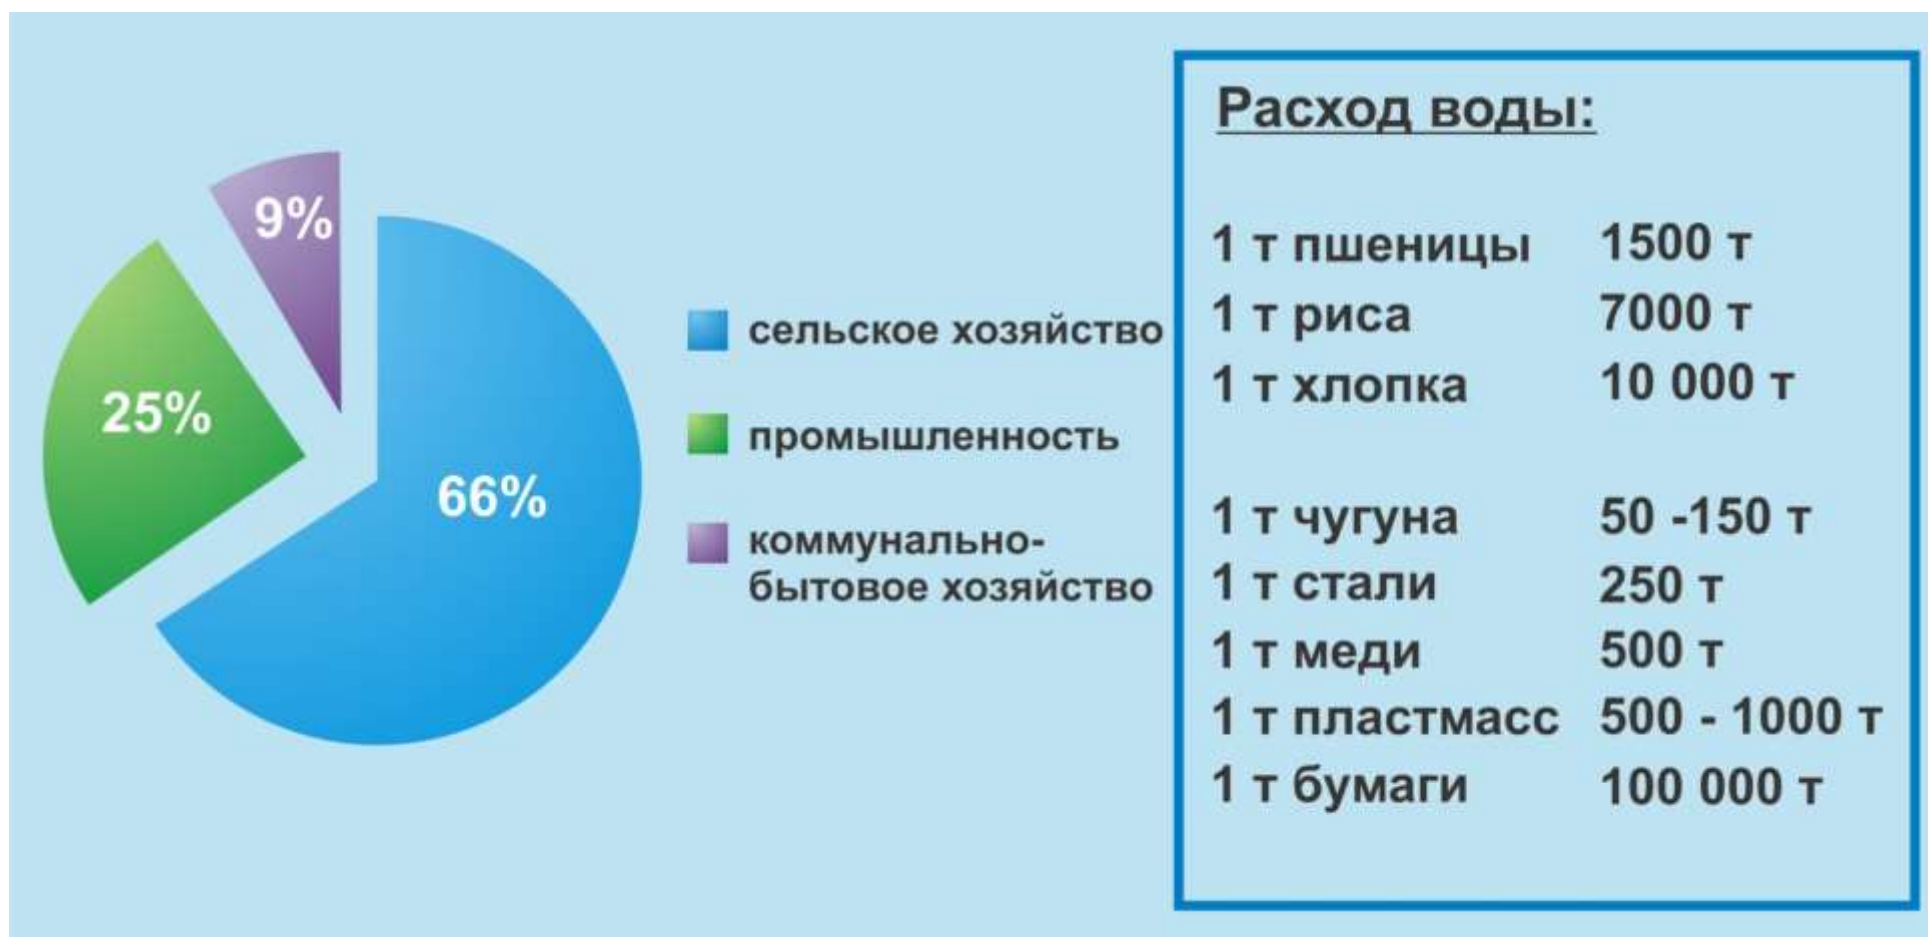 9%
25%
66%
сельское хозяйство
промышленность
коммунально-
бытовое хозяйство
Расход воды:
1 т пшеницы 1500 т
1 т риса 7000 т
1 т хлопка 10 000 т
1 т чугуна 50 -150 т
1 т стали 250 т
1 т меди 500 т
1 т пластмасс 500 - 1000 т
1 т бумаги 100 000 т